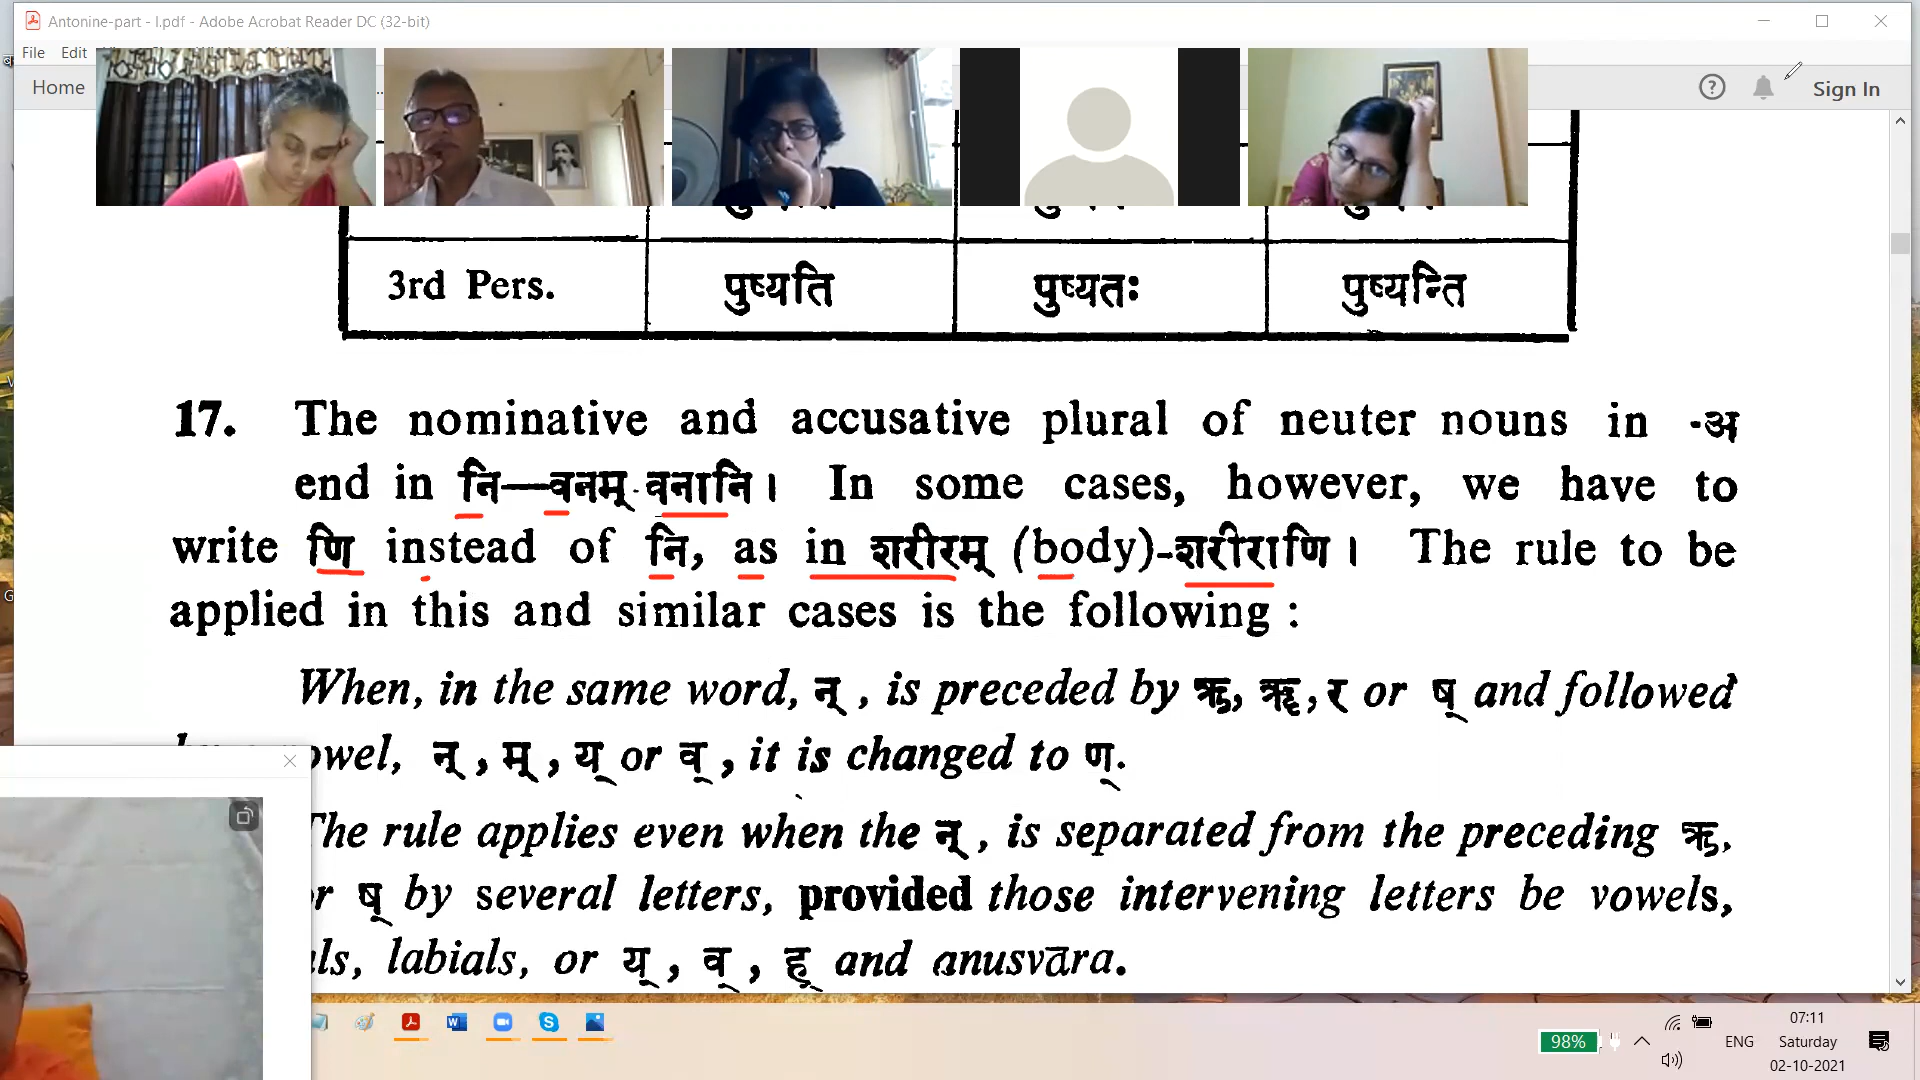 Antonine-part - I.pdf - Adobe Acrobat Reader DC (32-bit)
File Edit
Home
Sign In
3rd Pers. पुष्यति पुष्यतः पुष्यन्ति
17. The nominative and accusative plural of neuter nouns in -अ
end in नि—वनम् वनानि। In some cases, however, we have to
write णि instead of नि, as in शरीरम् (body)-शरीराणि। The rule to be
applied in this and similar cases is the following :
When, in the same word, न्, is preceded by ऋ, ॠ, र or ष् and followed
owel, न्, म्, य् or व्, it is changed to ण्.
The rule applies even when the न्, is separated from the preceding ऋ,
or ष् by several letters, provided those intervening letters be vowels,
als, labials, or य्, व्, ह् and anusvāra.
98%
ENG
07:11
Saturday
02-10-2021